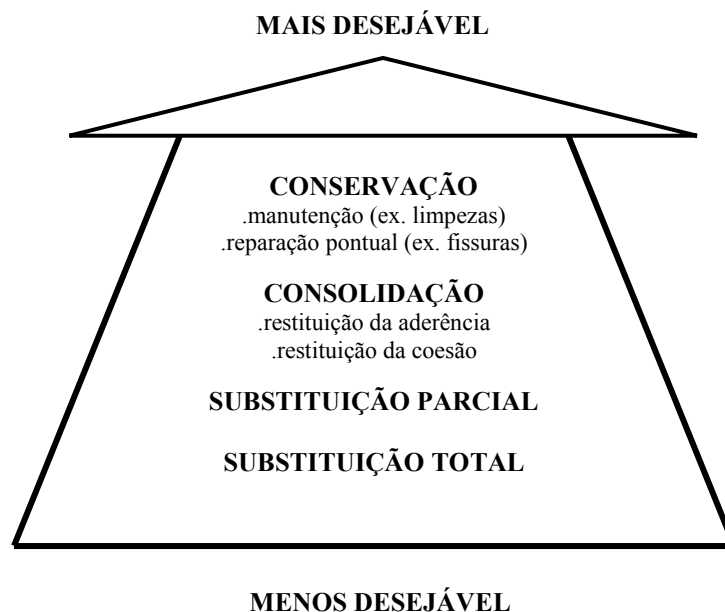 MAIS DESEJÁVEL
CONSERVAÇÃO
.manutenção (ex. limpezas)
.reparação pontual (ex. fissuras)
CONSOLIDAÇÃO
.restituição da aderência
.restituição da coesão
SUBSTITUIÇÃO PARCIAL
SUBSTITUIÇÃO TOTAL
MENOS DESEJÁVEL